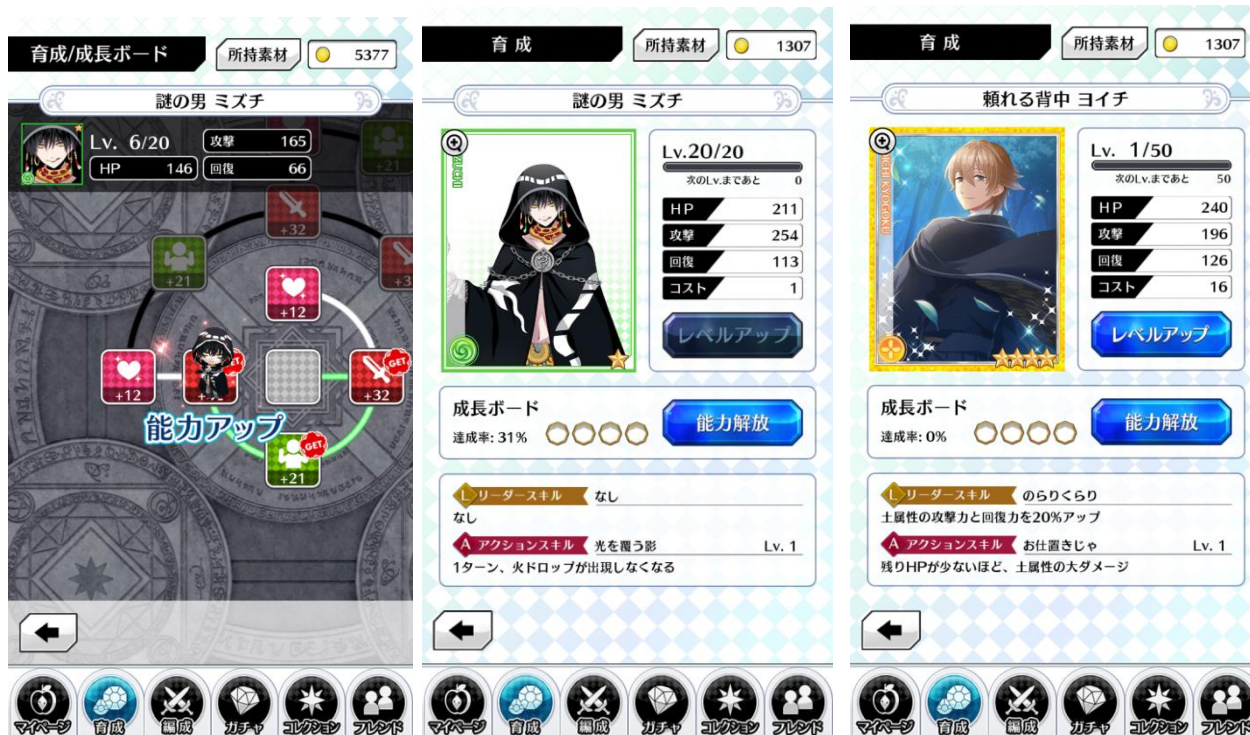 育成/成長ボード
所持素材
5377
謎の男 ミズチ
Lv. 6/20
攻撃 165
HP 146
回復 66
+21
+32
+21
+12
+12
GET
GET
+32
能力アップ
GET
+21
マイページ
育成
編成
ガチャ
コレクション
フレンド
育成
所持素材
1307
謎の男 ミズチ
Lv.20/20
次のLv.まであと 0
HP 211
攻撃 254
回復 113
コスト 1
レベルアップ
成長ボード
達成率: 31%
能力解放
L リーダースキル なし
なし
A アクションスキル 光を覆う影 Lv. 1
1ターン、火ドロップが出現しなくなる
マイページ
育成
編成
ガチャ
コレクション
フレンド
育成
所持素材
1307
頼れる背中 ヨイチ
Lv. 1/50
次のLv.まであと 50
HP 240
攻撃 196
回復 126
コスト 16
レベルアップ
成長ボード
達成率: 0%
能力解放
L リーダースキル のらりくらり
土属性の攻撃力と回復力を20%アップ
A アクションスキル お仕置きじゃ Lv. 1
残りHPが少ないほど、土属性の大ダメージ
マイページ
育成
編成
ガチャ
コレクション
フレンド